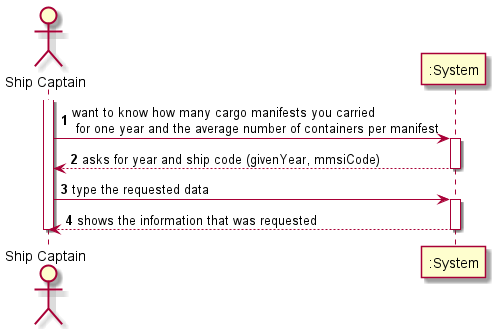 Ship Captain
:System
1 want to know how many cargo manifests you carried
for one year and the average number of containers per manifest
2 asks for year and ship code (givenYear, mmsiCode)
3 type the requested data
4 shows the information that was requested
Ship Captain
:System